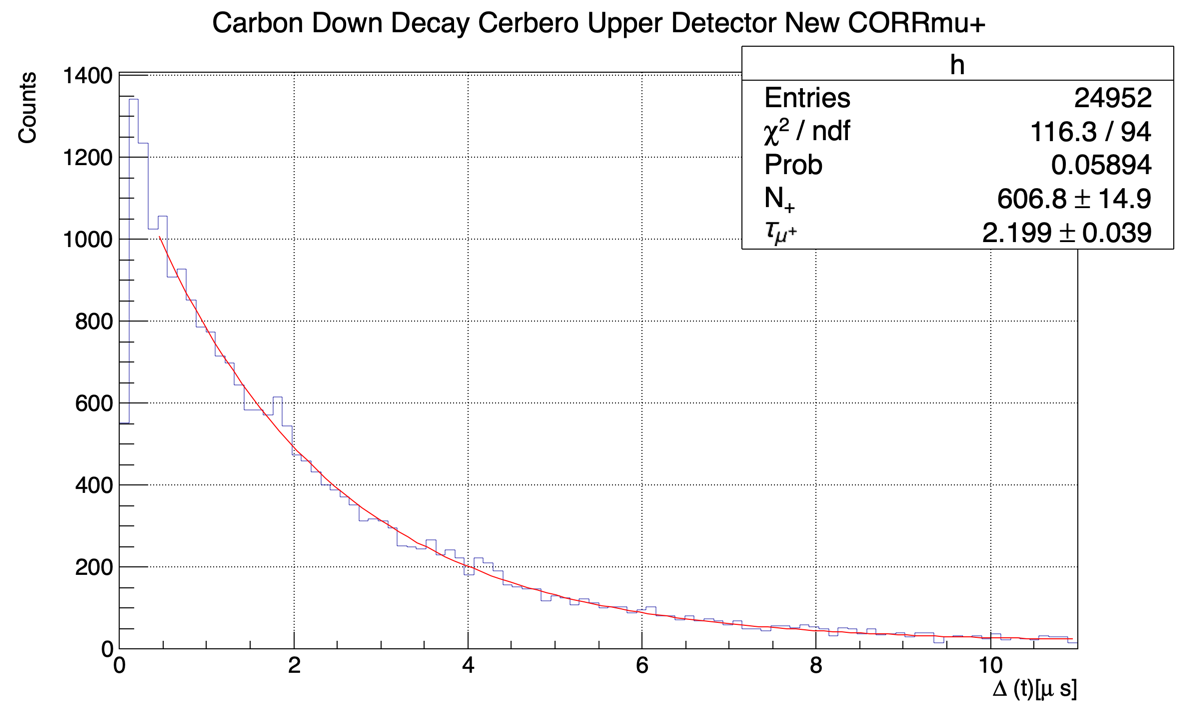 Carbon Down Decay Cerbero Upper Detector New CORRmu+
h
Entries 24952
χ² / ndf 116.3 / 94
Prob 0.05894
N₊ 606.8 ± 14.9
τ_μ⁺ 2.199 ± 0.039
Counts
1400
1200
1000
800
600
400
200
0
0 2 4 6 8 10
Δ (t)[μ s]